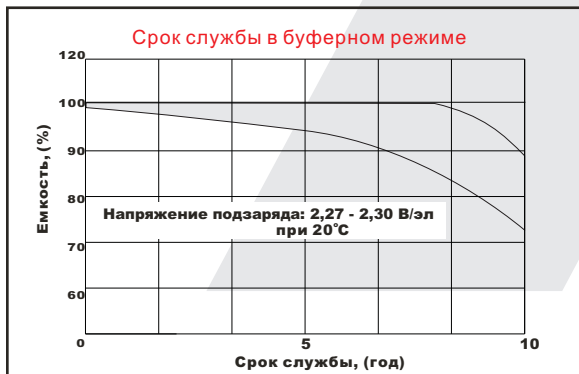 Срок службы в буферном режиме
120
100
90
80
70
60
0
5
10
Емкость, (%)
Напряжение подзаряда: 2,27 - 2,30 В/эл
при 20°C
Срок службы, (год)